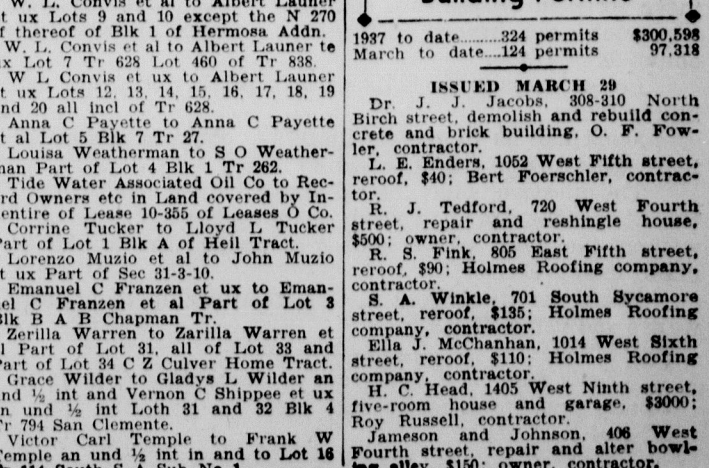 W. L. Convis et al to Albert Launer
t ux Lots 9 and 10 except the N 270
f thereof of Blk 1 of Hermosa Addn.
W. L. Convis et al to Albert Launer te
x Lot 7 Tr 628 Lot 460 of Tr 838.
W L Convis et ux to Albert Launer
t ux Lots 12, 13, 14, 15, 16, 17, 18, 19
nd 20 all incl of Tr 628.
Anna C Payette to Anna C Payette
t al Lot 5 Blk 7 Tr 27.
Louisa Weatherman to S O Weather-
nan Part of Lot 4 Blk 1 Tr 262.
Tide Water Associated Oil Co to Rec-
rd Owners etc in Land covered by In-
entire of Lease 10-355 of Leases O Co.
Corrine Tucker to Lloyd L Tucker
Part of Lot 1 Blk A of Heil Tract.
Lorenzo Muzio et al to John Muzio
t ux Part of Sec 31-3-10.
Emanuel C Franzen et ux to Eman-
el C Franzen et al Part of Lot 3
Blk B A B Chapman Tr.
Zerilla Warren to Zarilla Warren et
l Part of Lot 31, all of Lot 33 and
Part of Lot 34 C Z Culver Home Tract.
Grace Wilder to Gladys L Wilder an
nd ½ int and Vernon C Shippee et ux
n und ½ int Loth 31 and 32 Blk 4
Tr 794 San Clemente.
Victor Carl Temple to Frank W
Temple an und ½ int in and to Lot 16
Building Permits
1937 to date........324 permits $300,598
March to date....124 permits 97,318
ISSUED MARCH 29
Dr. J. J. Jacobs, 308-310 North
Birch street, demolish and rebuild con-
crete and brick building, O. F. Fow-
ler, contractor.
L. E. Enders, 1052 West Fifth street,
reroof, $40; Bert Foerschler, contrac-
tor.
R. J. Tedford, 720 West Fourth
street, repair and reshingle house,
$500; owner, contractor.
R. S. Fink, 805 East Fifth street,
reroof, $90; Holmes Roofing company,
contractor.
S. A. Winkle, 701 South Sycamore
street, reroof, $135; Holmes Roofing
company, contractor.
Ella J. McChanhan, 1014 West Sixth
street, reroof, $110; Holmes Roofing
company, contractor.
H. C. Head, 1405 West Ninth street,
five-room house and garage, $3000;
Roy Russell, contractor.
Jameson and Johnson, 406 West
Fourth street, repair and alter bowl-
ing alley, $150; owner, contractor.